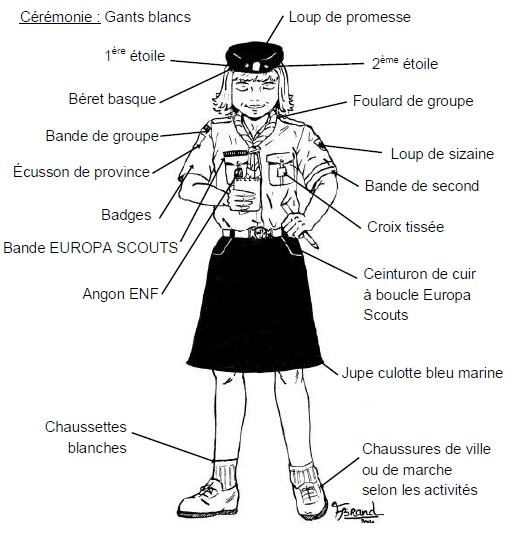 Cérémonie : Gants blancs
Loup de promesse
1ère étoile
2ème étoile
Béret basque
Foulard de groupe
Bande de groupe
Loup de sizaine
Écusson de province
Bande de second
Badges
Croix tissée
Bande EUROPA SCOUTS
Angon ENF
Ceinturon de cuir
à boucle Europa
Scouts
Jupe culotte bleu marine
Chaussettes
blanches
Chaussures de ville
ou de marche
selon les activités